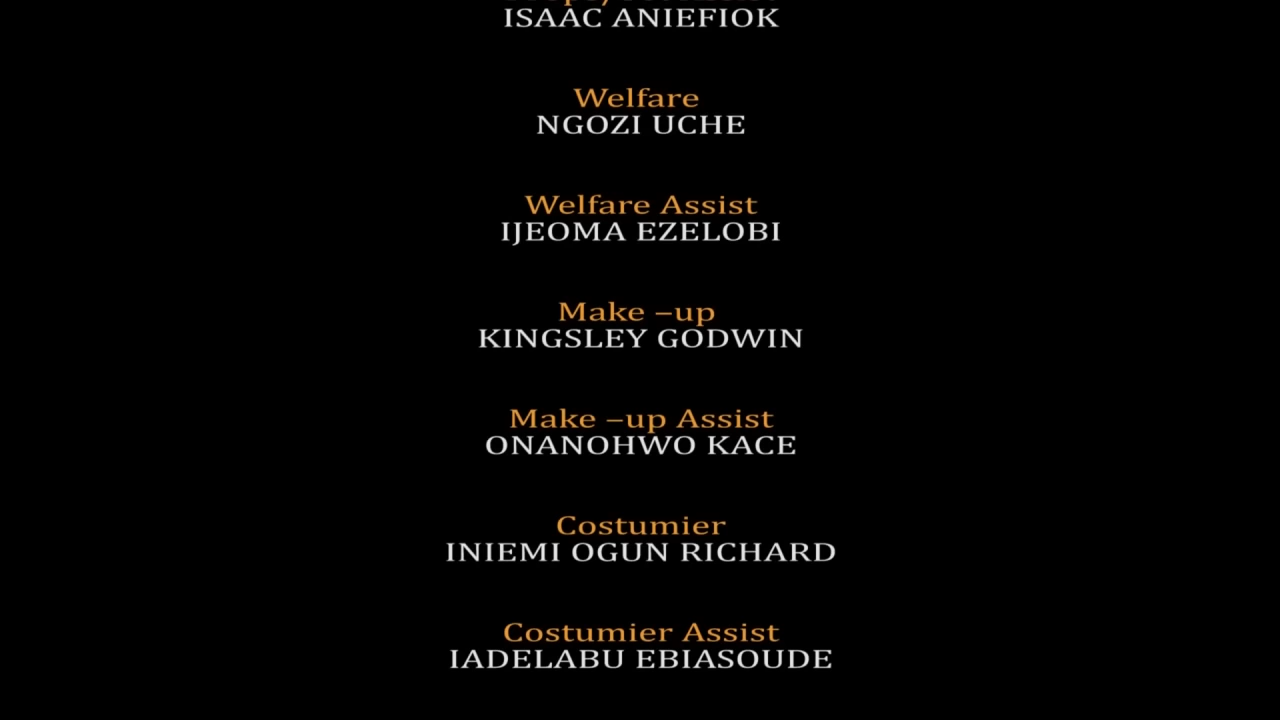 ISAAC ANIEFIOK
Welfare
NGOZI UCHE
Welfare Assist
IJEOMA EZELOBI
Make –up
KINGSLEY GODWIN
Make –up Assist
ONANOHWO KACE
Costumier
INIEMI OGUN RICHARD
Costumier Assist
IADELABU EBIASOUDE